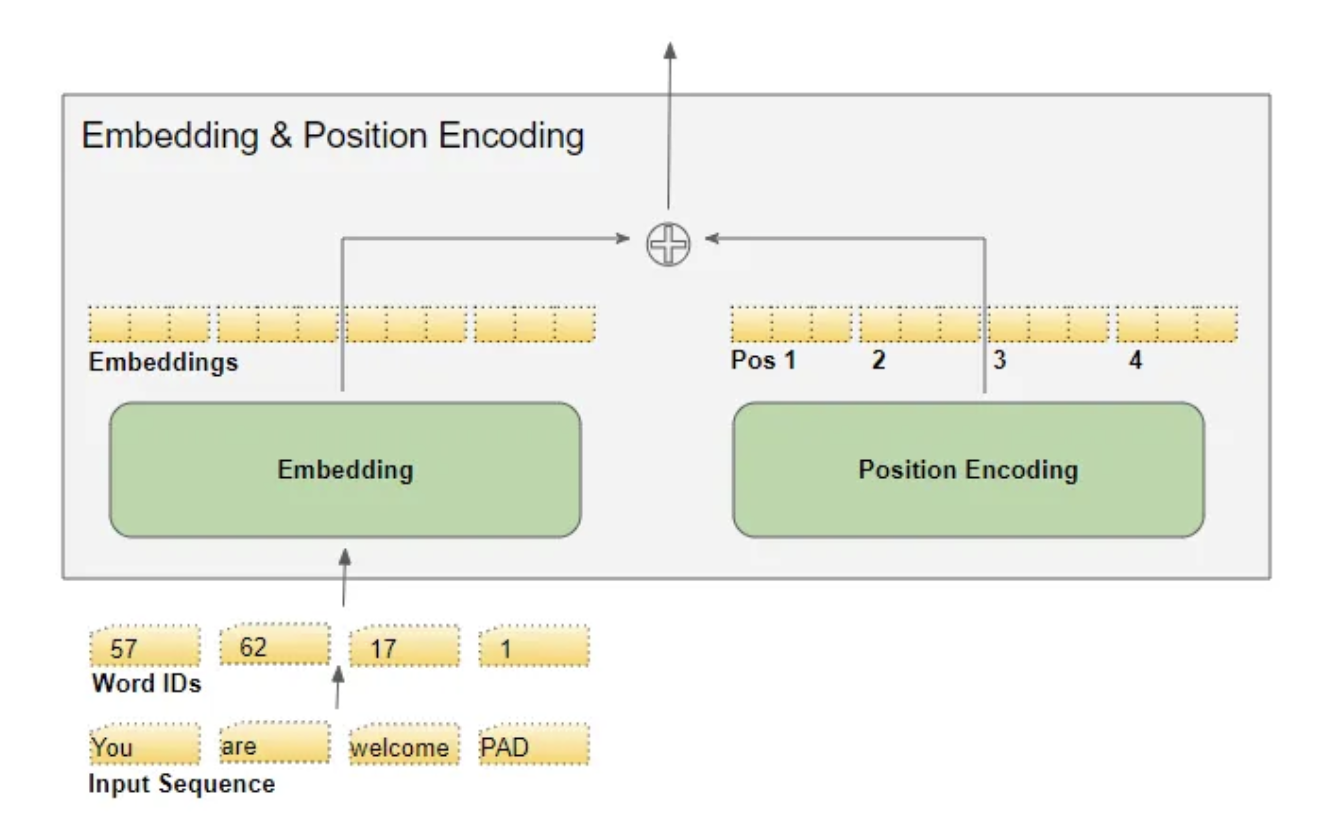 Embedding & Position Encoding
Embeddings
Pos 1 2 3 4
Embedding
Position Encoding
57 62 17 1
Word IDs
You are welcome PAD
Input Sequence